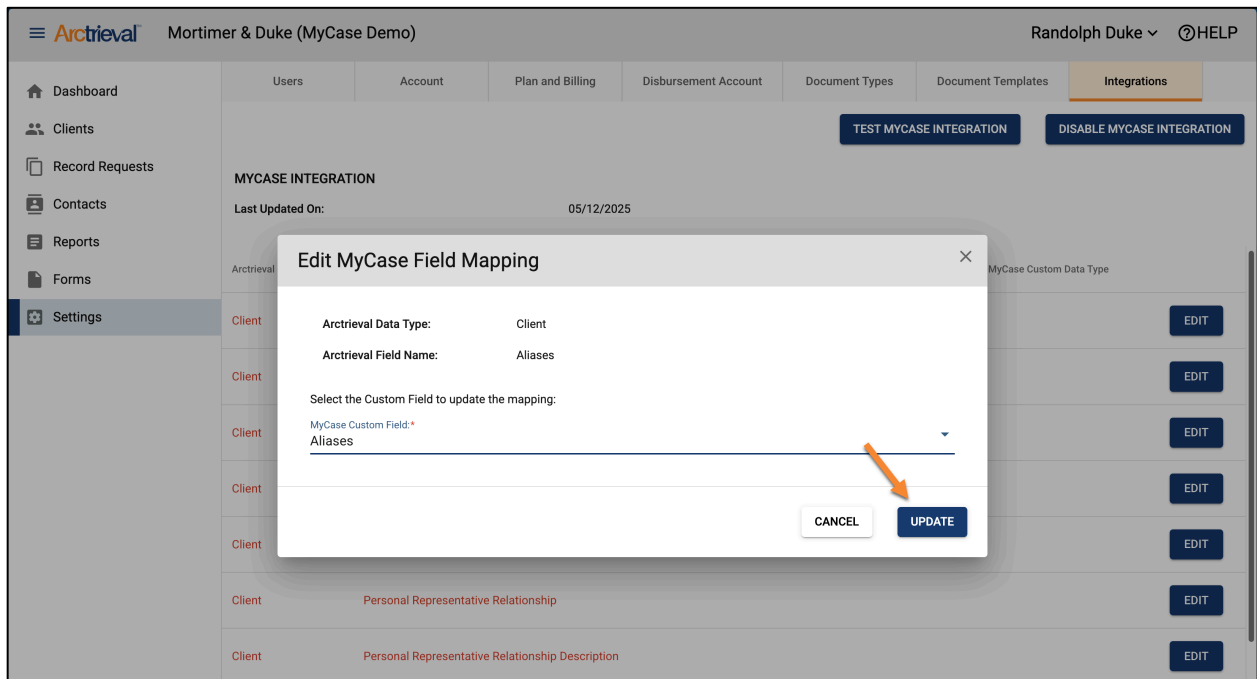 Arctrieval Mortimer & Duke (MyCase Demo) Randolph Duke HELP
Dashboard
Clients
Record Requests
Contacts
Reports
Forms
Settings
Users Account Plan and Billing Disbursement Account Document Types Document Templates Integrations
TEST MYCASE INTEGRATION DISABLE MYCASE INTEGRATION
MYCASE INTEGRATION
Last Updated On: 05/12/2025
Arctrieval MyCase Custom Data Type
Edit MyCase Field Mapping
Arctrieval Data Type: Client
Arctrieval Field Name: Aliases
Select the Custom Field to update the mapping:
MyCase Custom Field:*
Aliases
CANCEL UPDATE
Client EDIT
Client EDIT
Client EDIT
Client EDIT
Client EDIT
Client Personal Representative Relationship EDIT
Client Personal Representative Relationship Description EDIT